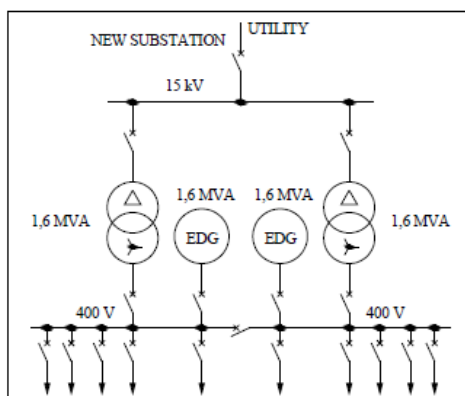 UTILITY
NEW SUBSTATION
15 kV
1,6 MVA
1,6 MVA
1,6 MVA
1,6 MVA
EDG
EDG
400 V
400 V